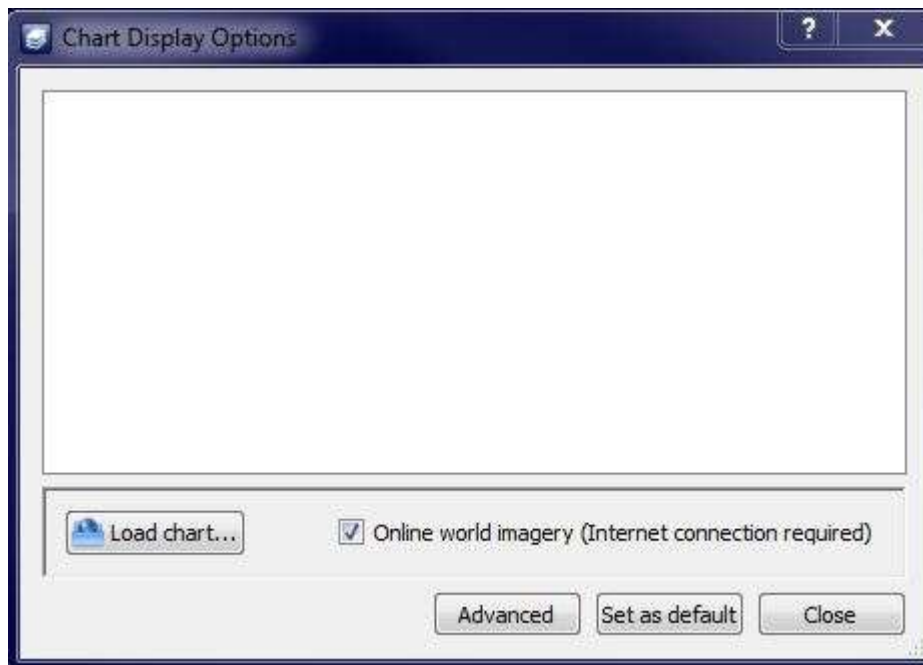 Chart Display Options
? X
Load chart...
Online world imagery (Internet connection required)
Advanced
Set as default
Close